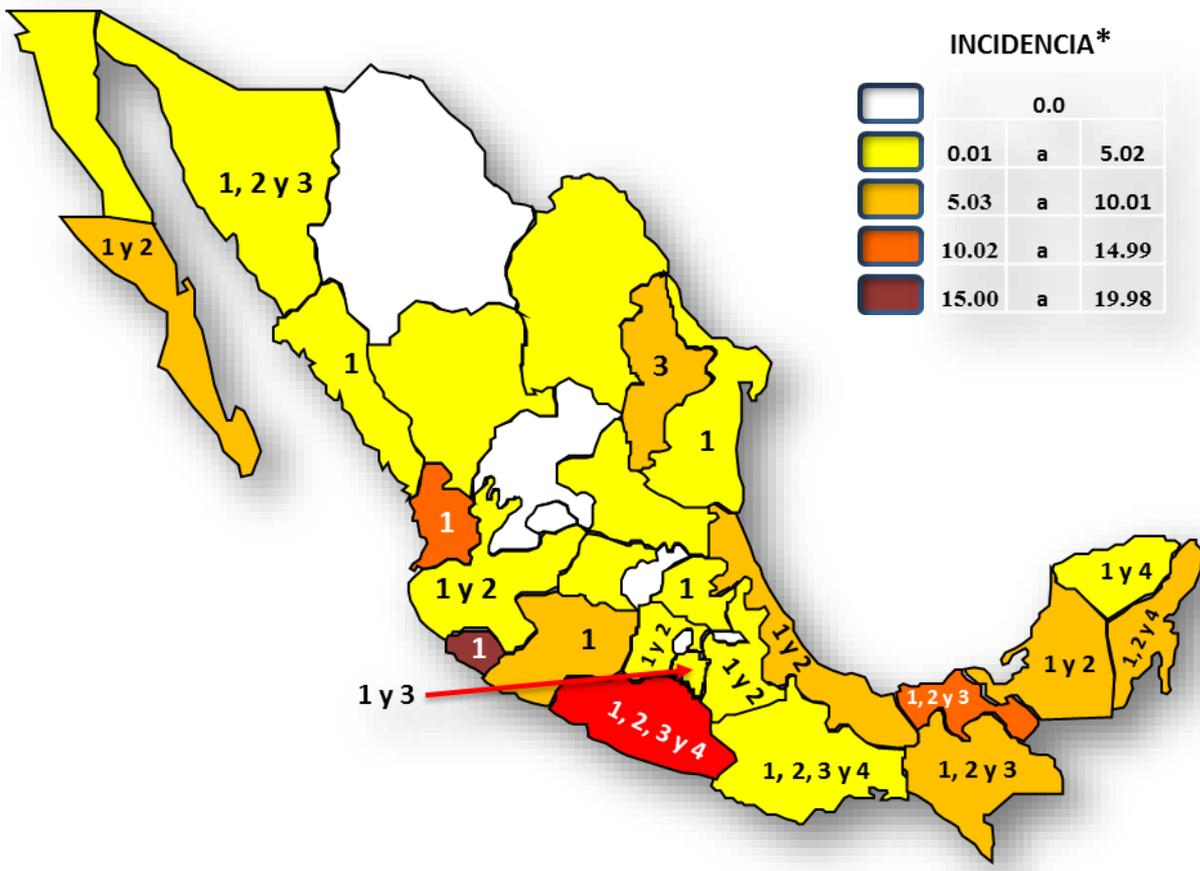 INCIDENCIA*
0.0
0.01 a 5.02
5.03 a 10.01
10.02 a 14.99
15.00 a 19.98
1, 2 y 3
1 y 2
1
3
1
1
1 y 2
1
1 y 4
1
1
1 y 2
1 y 2
1 y 2
1 y 2
1, 2 y 4
1 y 3
1, 2 y 3
1, 2, 3 y 4
1, 2, 3 y 4
1, 2 y 3